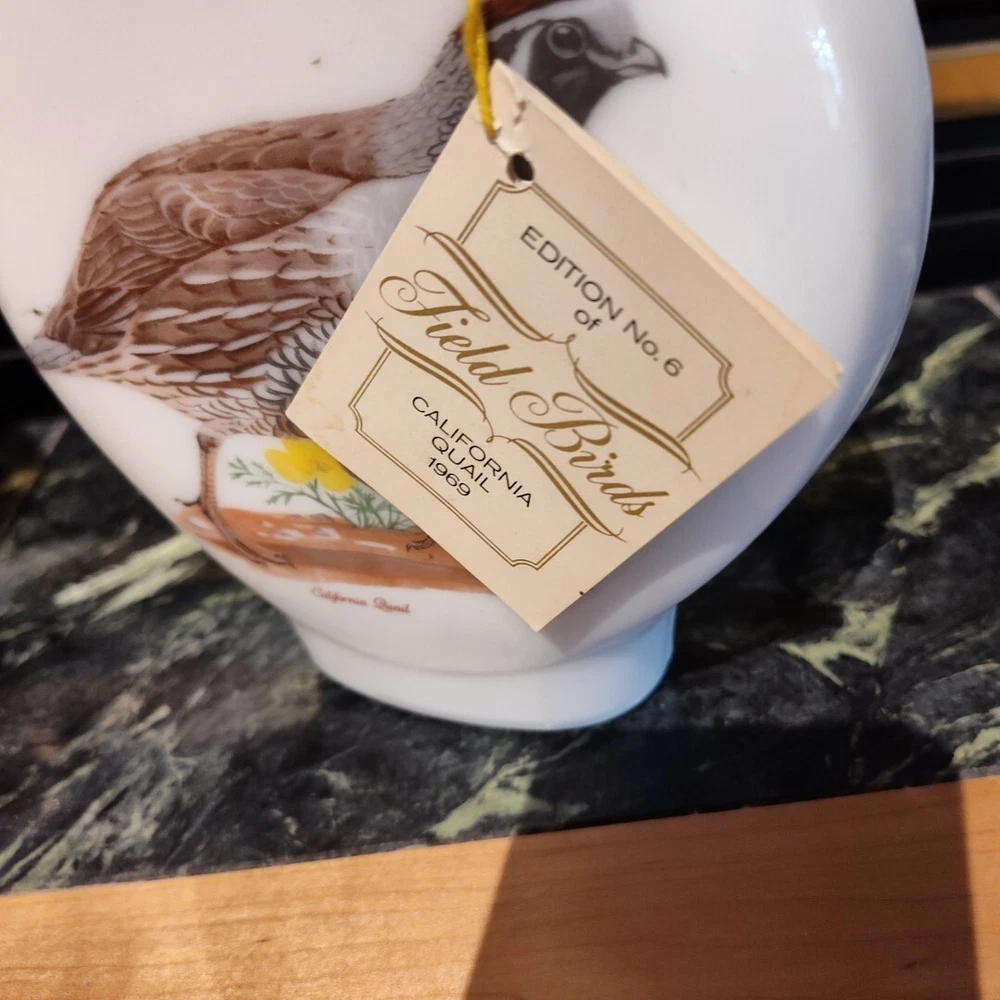 EDITION No. 6
of
Field Birds
CALIFORNIA
QUAIL
1969
California Quail